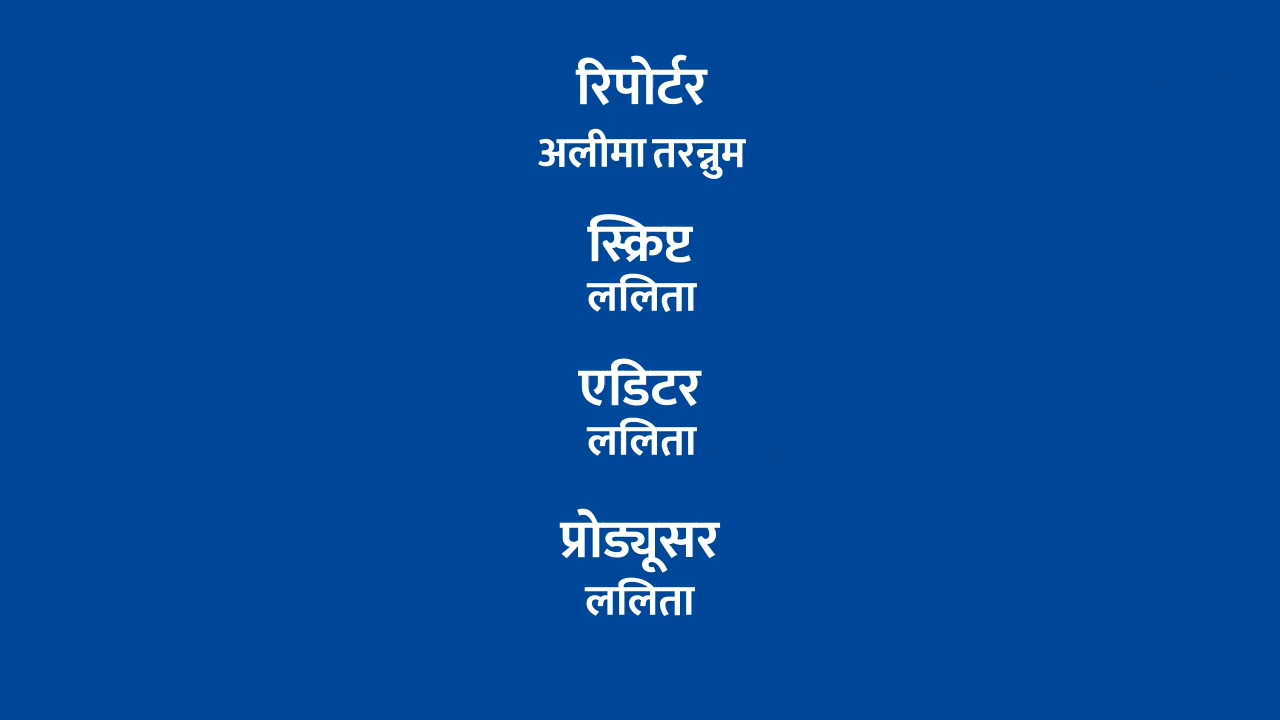 रिपोर्टर
अलीमा तरन्नुम
स्क्रिप्ट
ललिता
एडिटर
ललिता
प्रोड्यूसर
ललिता